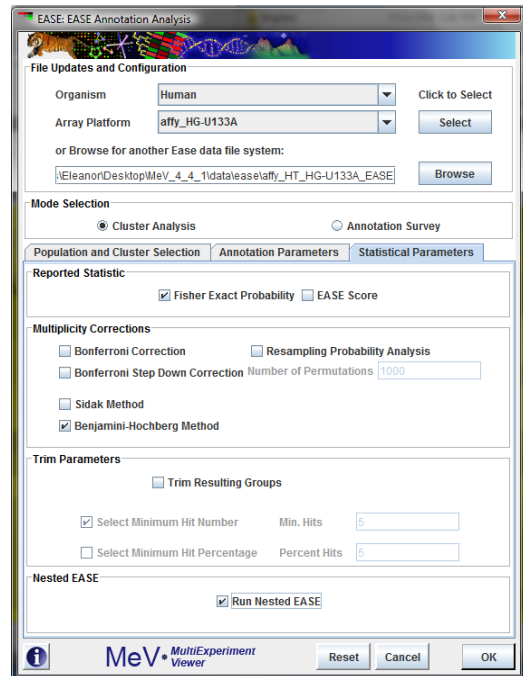 EASE: EASE Annotation Analysis
File Updates and Configuration
Organism Human Click to Select
Array Platform affy_HG-U133A Select
or Browse for another Ease data file system:
\Eleanor\Desktop\MeV_4_4_1\data\ease\affy_HT_HG-U133A_EASE Browse
Mode Selection
Cluster Analysis Annotation Survey
Population and Cluster Selection Annotation Parameters Statistical Parameters
Reported Statistic
Fisher Exact Probability EASE Score
Multiplicity Corrections
Bonferroni Correction Resampling Probability Analysis
Bonferroni Step Down Correction Number of Permutations 1000
Sidak Method
Benjamini-Hochberg Method
Trim Parameters
Trim Resulting Groups
Select Minimum Hit Number Min. Hits 5
Select Minimum Hit Percentage Percent Hits 5
Nested EASE
Run Nested EASE
MeV MultiExperiment Viewer Reset Cancel OK